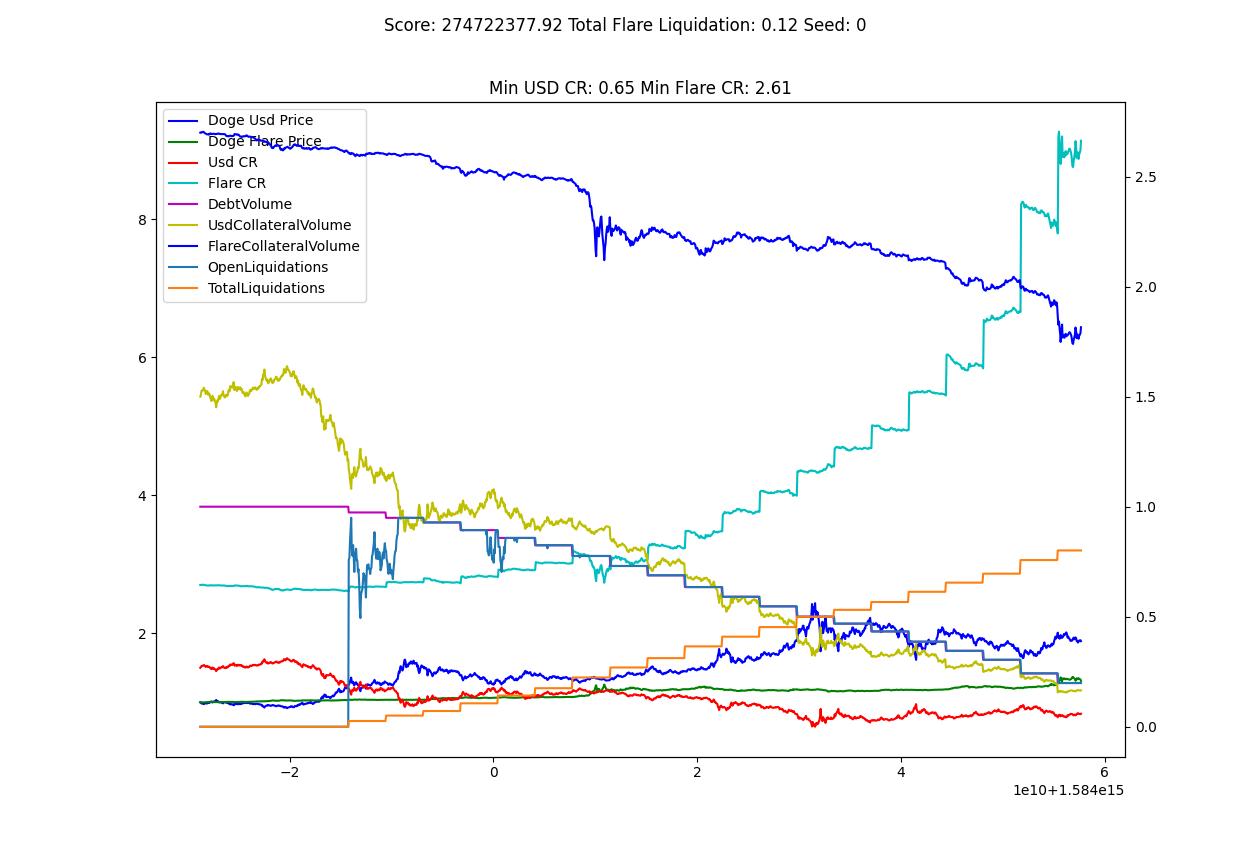 Score: 274722377.92 Total Flare Liquidation: 0.12 Seed: 0
Min USD CR: 0.65 Min Flare CR: 2.61
Doge Usd Price
Doge Flare Price
Usd CR
Flare CR
DebtVolume
UsdCollateralVolume
FlareCollateralVolume
OpenLiquidations
TotalLiquidations
8
6
4
2
2.5
2.0
1.5
1.0
0.5
0.0
−2
0
2
4
6
1e10+1.584e15